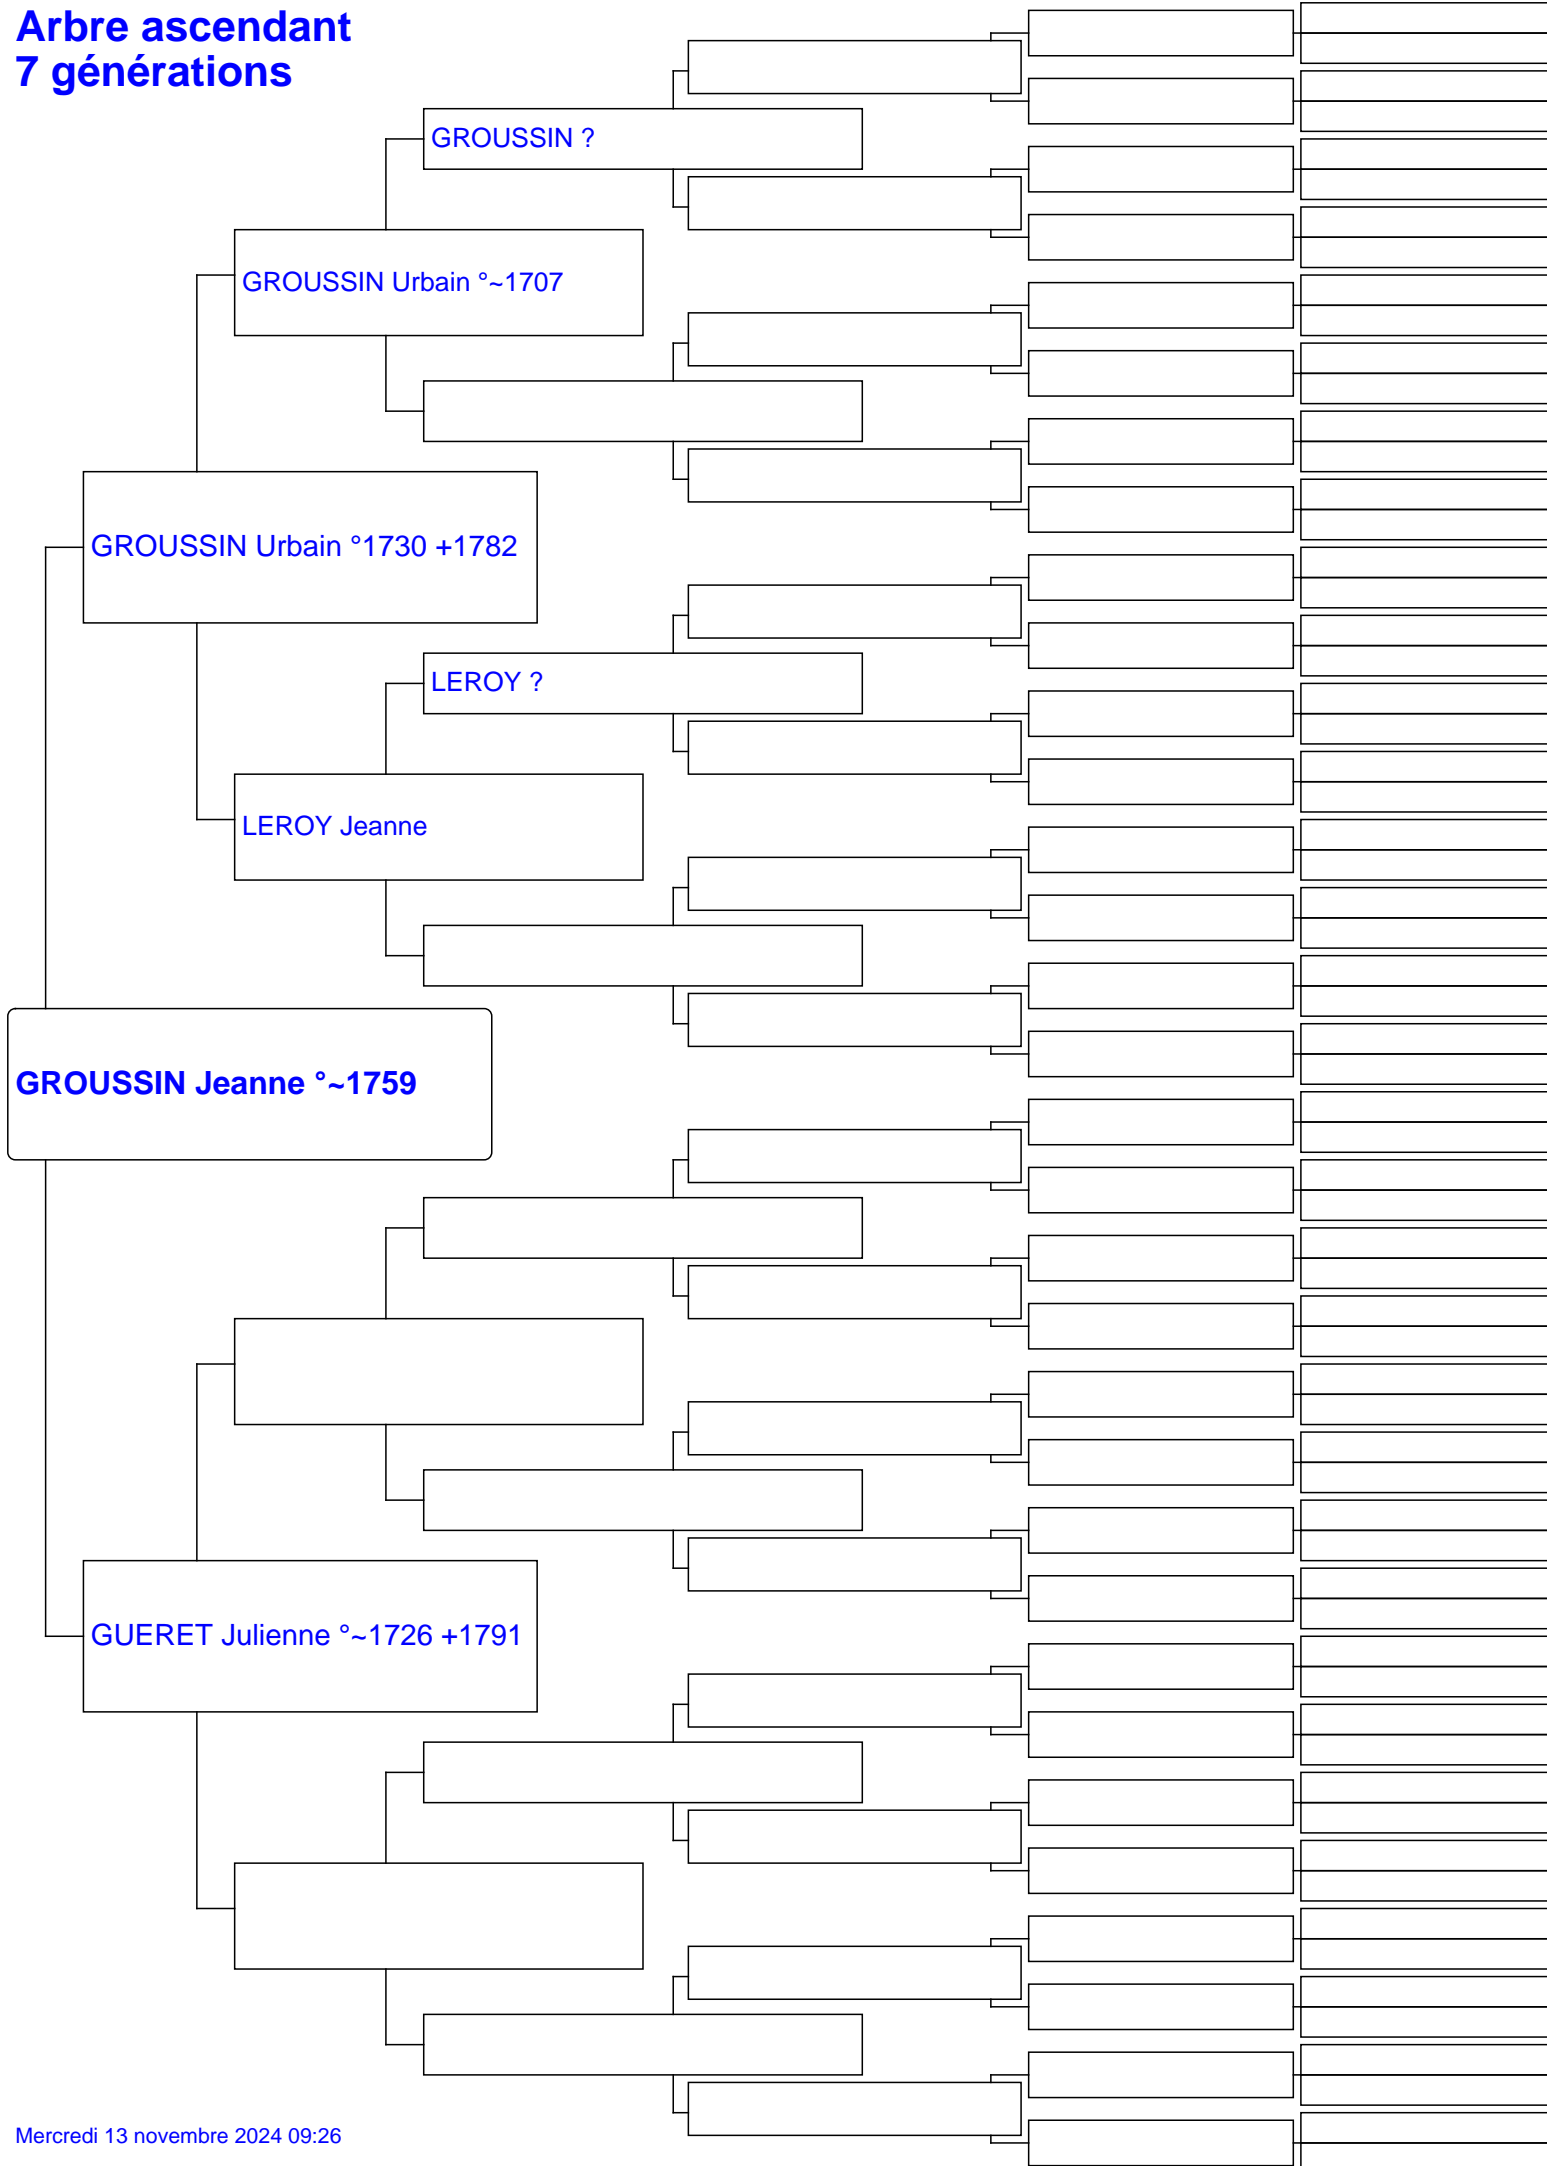 Arbre ascendant
7 générations
GROUSSIN ?
GROUSSIN Urbain °~1707
GROUSSIN Urbain °1730 +1782
LEROY ?
LEROY Jeanne
GROUSSIN Jeanne °~1759
GUERET Julienne °~1726 +1791
Mercredi 13 novembre 2024 09:26